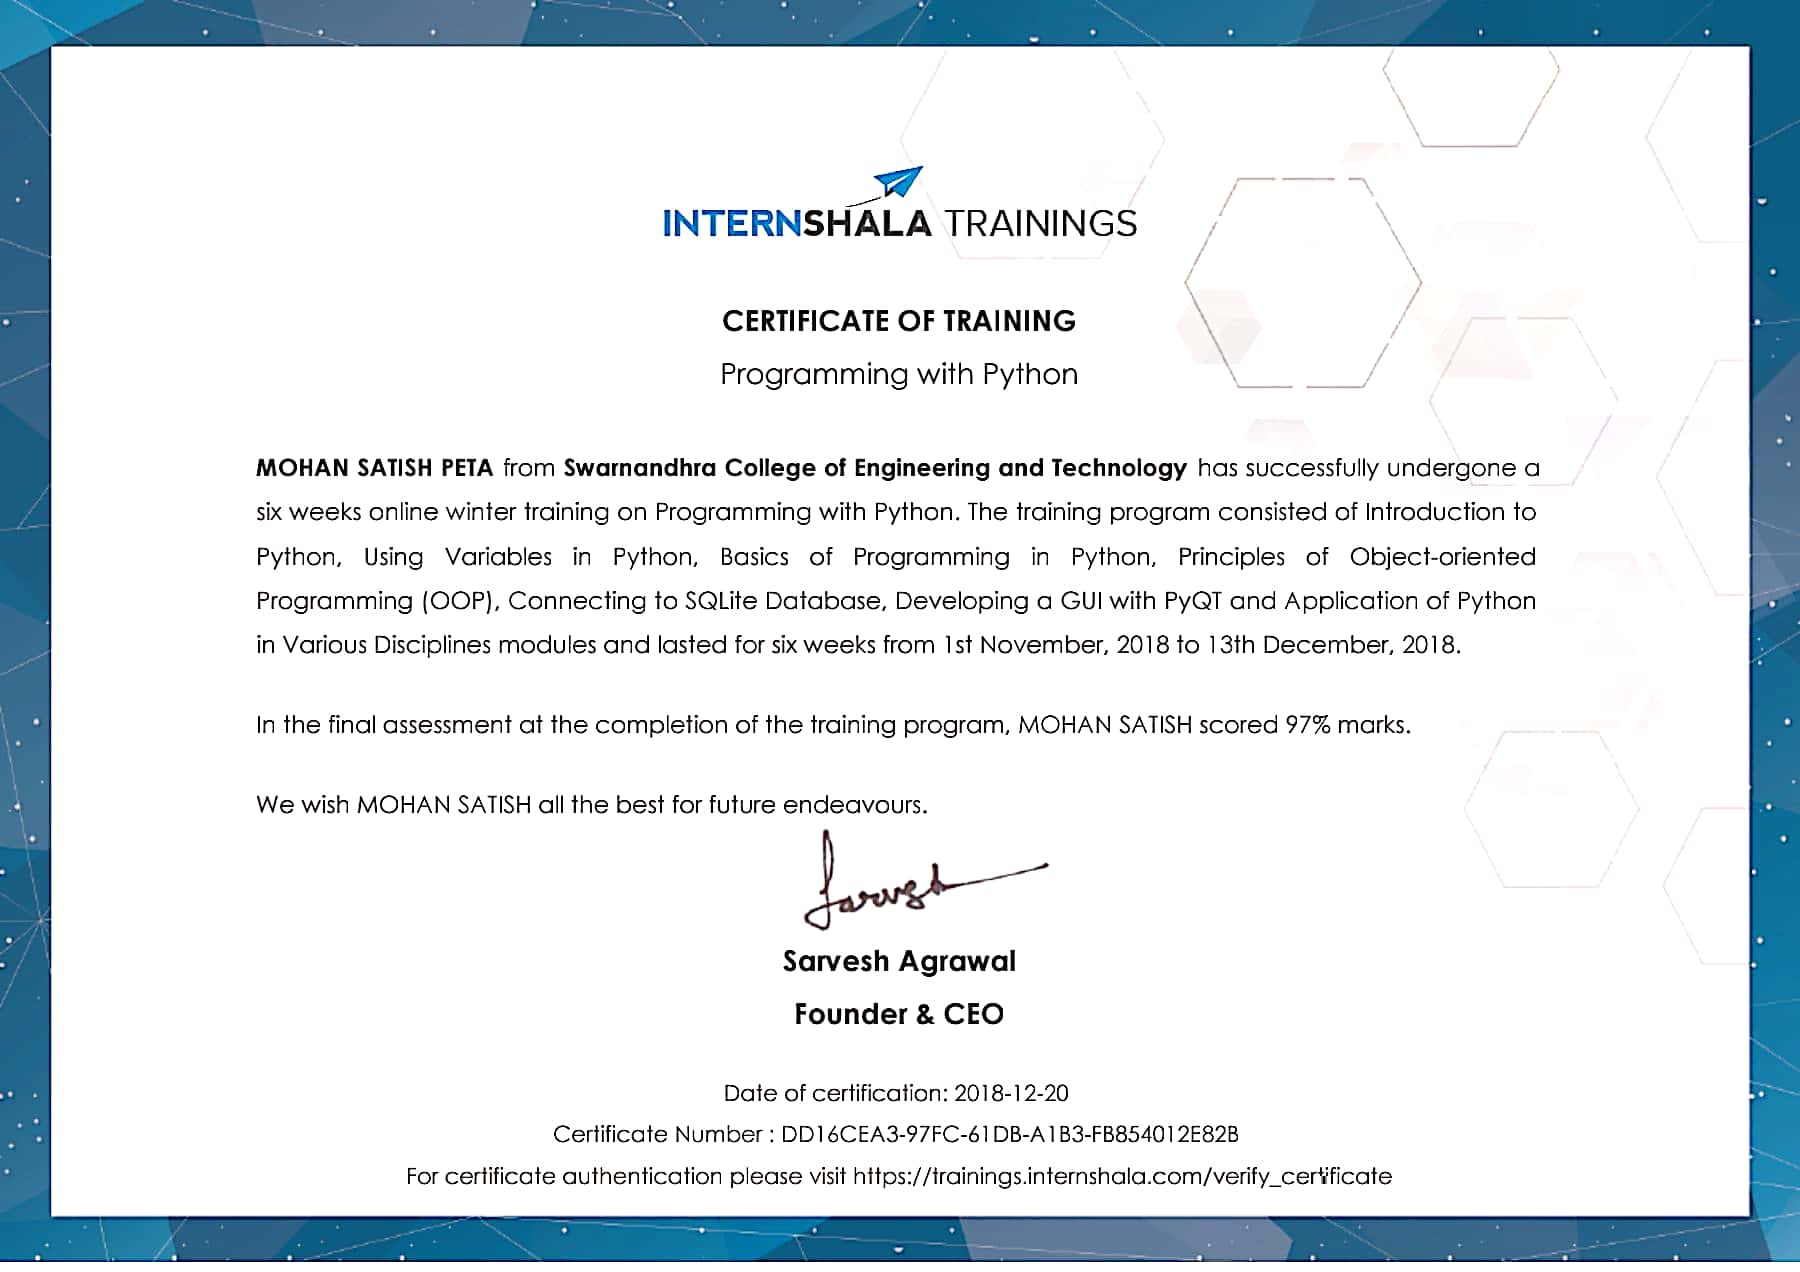 INTERNSHALA TRAININGS
CERTIFICATE OF TRAINING
Programming with Python
MOHAN SATISH PETA from Swarnandhra College of Engineering and Technology has successfully undergone a
six weeks online winter training on Programming with Python. The training program consisted of Introduction to
Python, Using Variables in Python, Basics of Programming in Python, Principles of Object-oriented
Programming (OOP), Connecting to SQLite Database, Developing a GUI with PyQT and Application of Python
in Various Disciplines modules and lasted for six weeks from 1st November, 2018 to 13th December, 2018.
In the final assessment at the completion of the training program, MOHAN SATISH scored 97% marks.
We wish MOHAN SATISH all the best for future endeavours.
Sarvesh Agrawal
Founder & CEO
Date of certification: 2018-12-20
Certificate Number : DD16CEA3-97FC-61DB-A1B3-FB854012E82B
For certificate authentication please visit https://trainings.internshala.com/verify_certificate